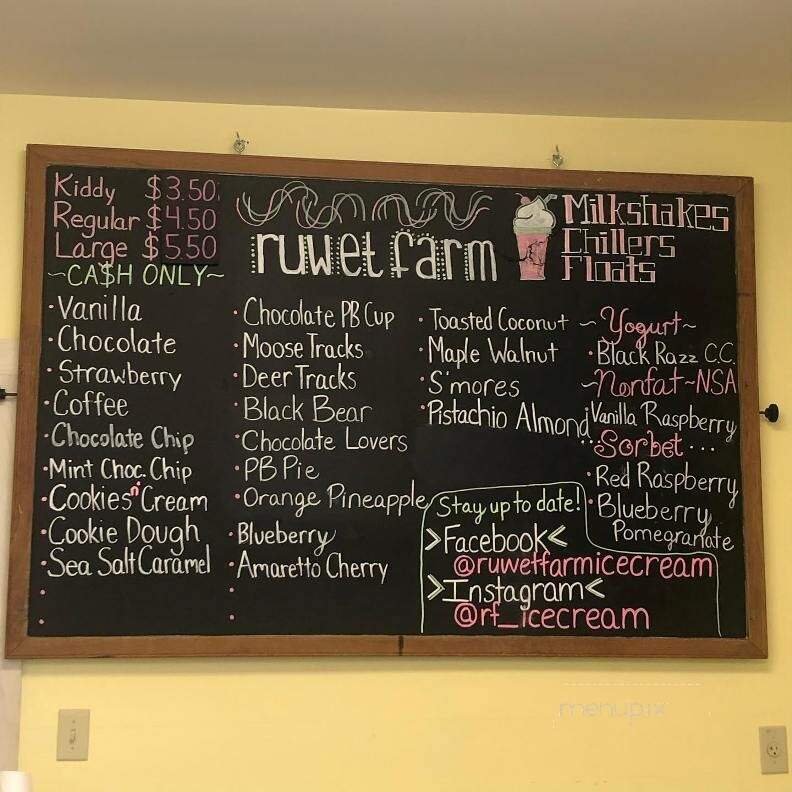 Kiddy $3.50
Regular $4.50
Large $5.50
~CA$H ONLY~
ruwet farm
Milkshakes
Chillers
Floats
·Vanilla
·Chocolate
·Strawberry
·Coffee
·Chocolate Chip
·Mint Choc. Chip
·Cookies n' Cream
·Cookie Dough
·Sea Salt Caramel
·
·
·Chocolate PB Cup
·Moose Tracks
·Deer Tracks
·Black Bear
·Chocolate Lovers
·PB Pie
·Orange Pineapple
·Blueberry
·Amaretto Cherry
·
·
·Toasted Coconut
·Maple Walnut
·S'mores
·Pistachio Almond
~Yogurt~
·Black Razz C.C.
~Nonfat~NSA
Vanilla Raspberry
...Sorbet...
·Red Raspberry
·Blueberry
Pomegranate
Stay up to date!
>Facebook<
@ruwetfarmicecream
>Instagram<
@rf_icecream
menupix